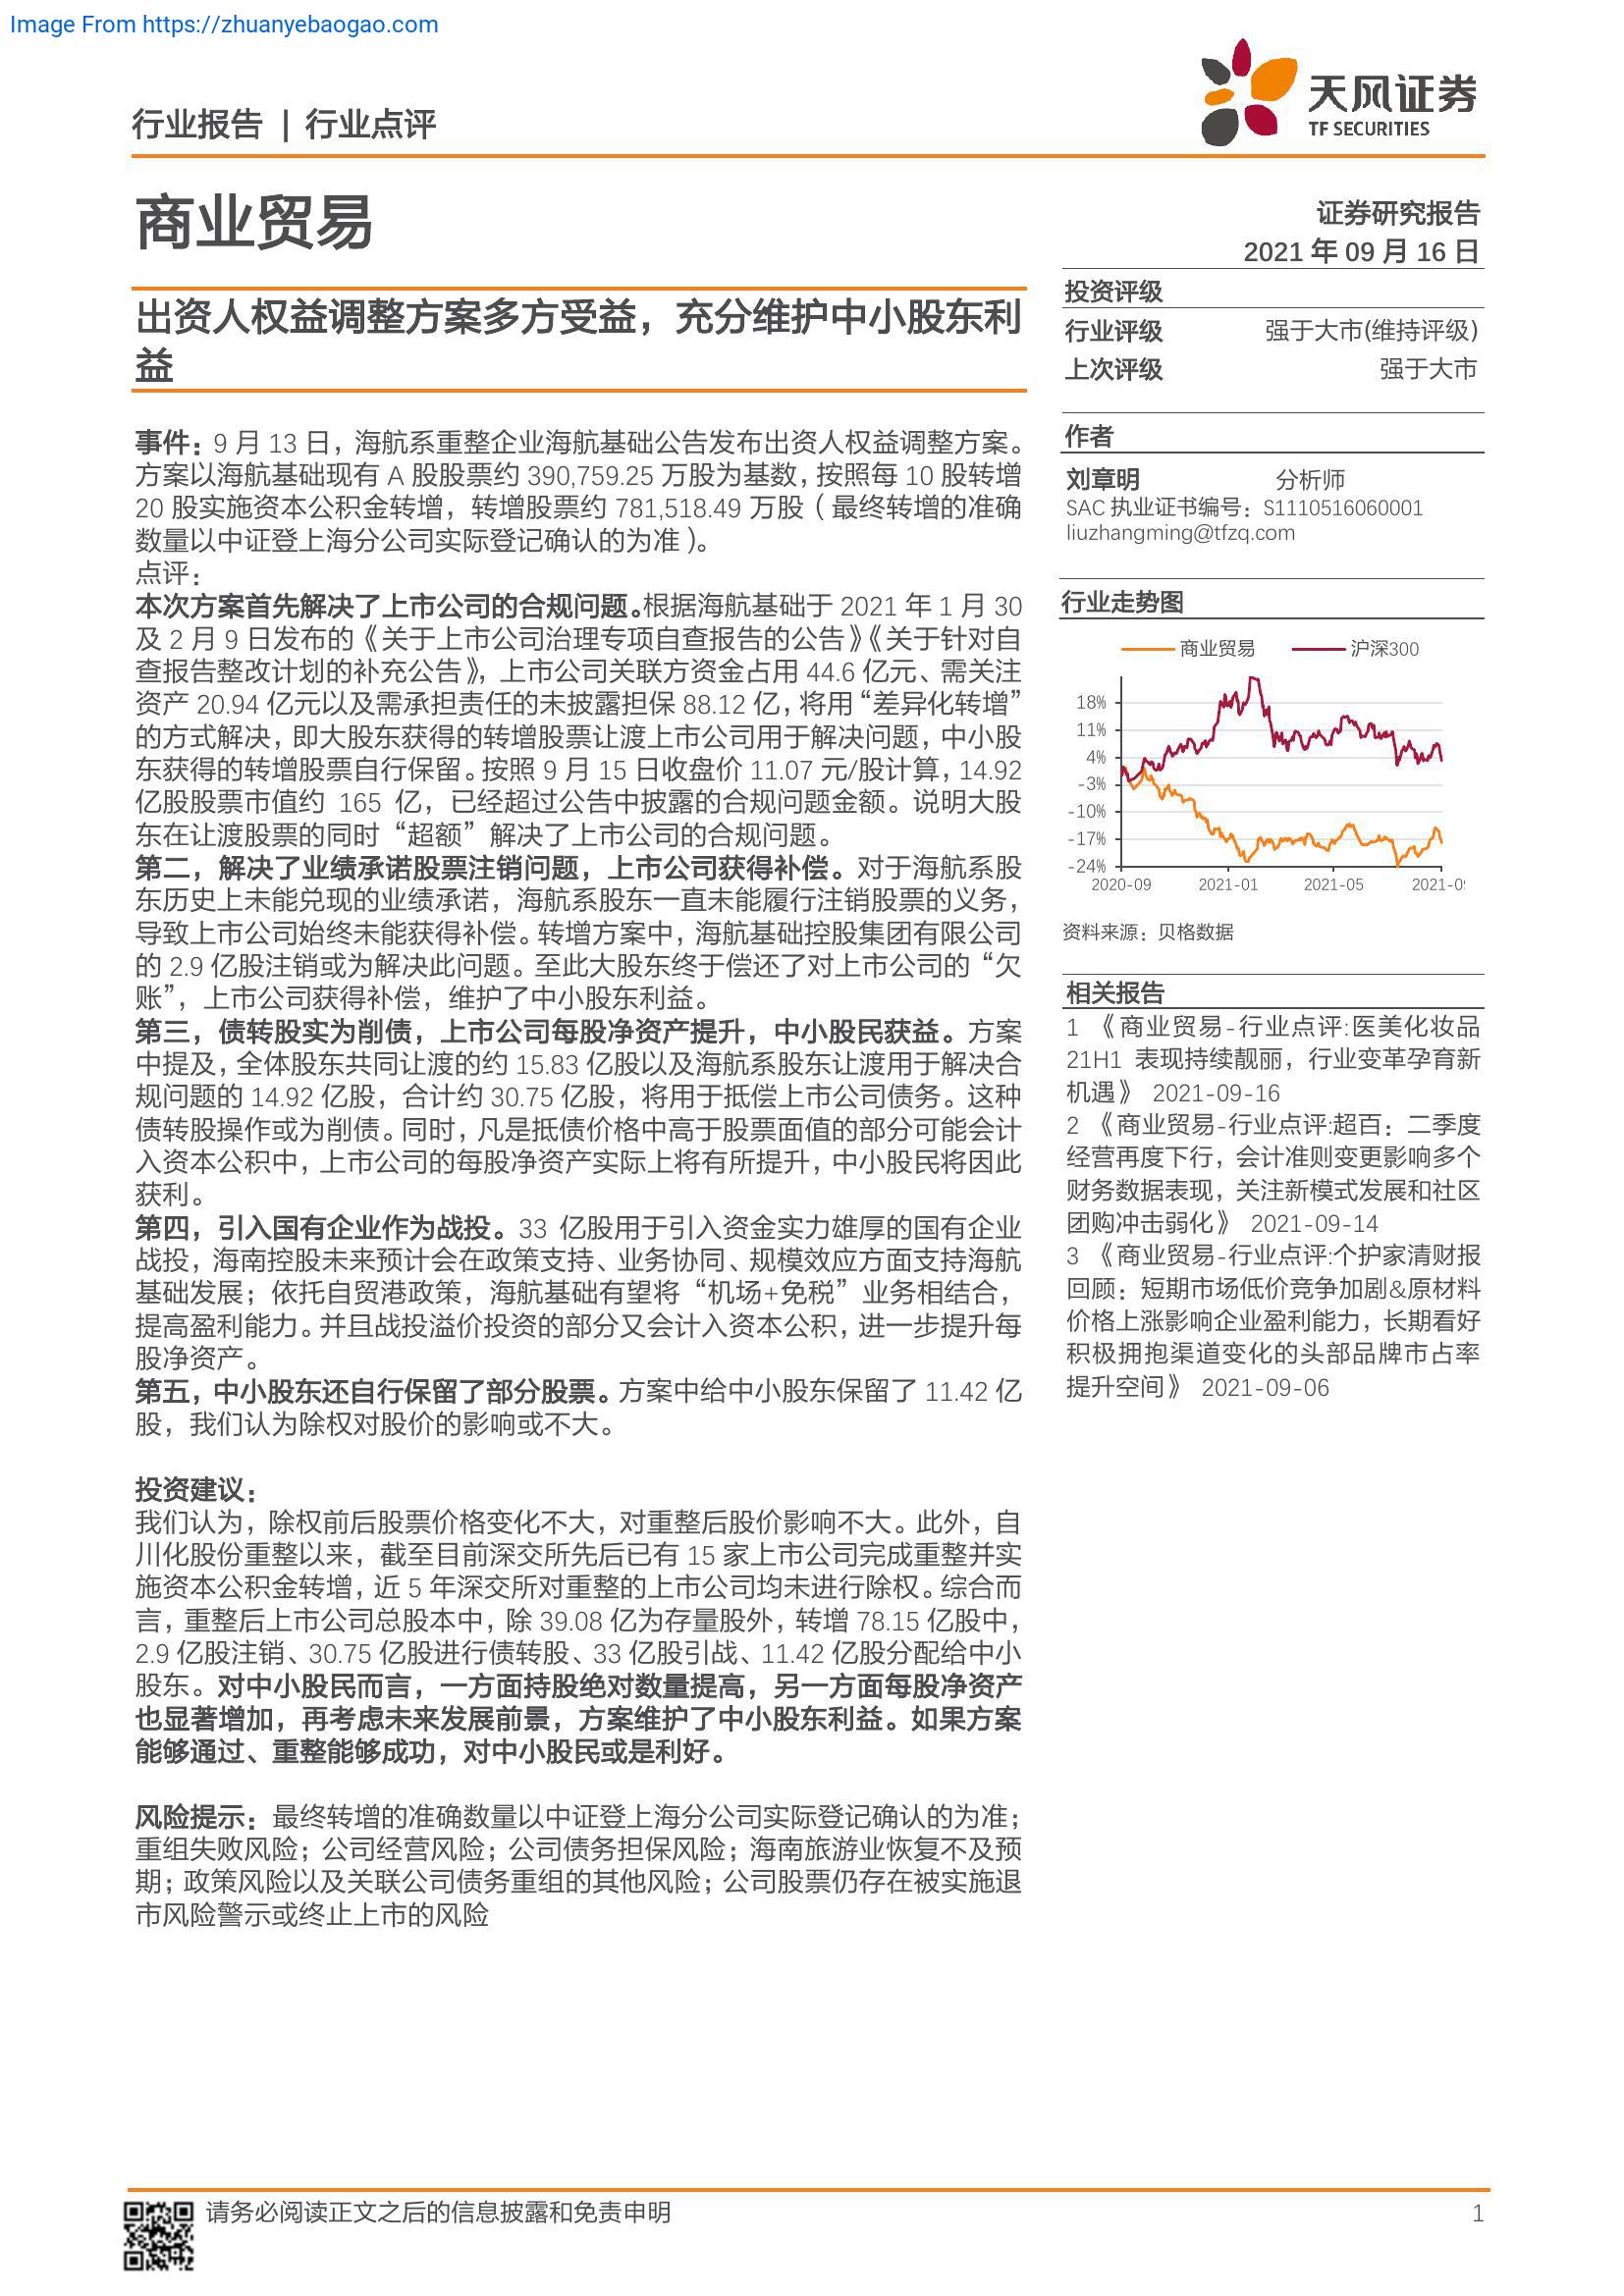 Image From https://zhuanyebaogao.com
行业报告 | 行业点评
天风证券
TF SECURITIES
商业贸易
证券研究报告
2021 年 09 月 16 日
出资人权益调整方案多方受益，充分维护中小股东利
益
事件：9 月 13 日，海航系重整企业海航基础公告发布出资人权益调整方案。
方案以海航基础现有 A 股股票约 390,759.25 万股为基数，按照每 10 股转增
20 股实施资本公积金转增，转增股票约 781,518.49 万股（最终转增的准确
数量以中证登上海分公司实际登记确认的为准）。
点评：
本次方案首先解决了上市公司的合规问题。根据海航基础于 2021 年 1 月 30
及 2 月 9 日发布的《关于上市公司治理专项自查报告的公告》《关于针对自
查报告整改计划的补充公告》，上市公司关联方资金占用 44.6 亿元、需关注
资产 20.94 亿元以及需承担责任的未披露担保 88.12 亿，将用“差异化转增”
的方式解决，即大股东获得的转增股票让渡上市公司用于解决问题，中小股
东获得的转增股票自行保留。按照 9 月 15 日收盘价 11.07 元/股计算，14.92
亿股股票市值约 165 亿，已经超过公告中披露的合规问题金额。说明大股
东在让渡股票的同时“超额”解决了上市公司的合规问题。
第二，解决了业绩承诺股票注销问题，上市公司获得补偿。对于海航系股
东历史上未能兑现的业绩承诺，海航系股东一直未能履行注销股票的义务，
导致上市公司始终未能获得补偿。转增方案中，海航基础控股集团有限公司
的 2.9 亿股注销或为解决此问题。至此大股东终于偿还了对上市公司的“欠
账”，上市公司获得补偿，维护了中小股东利益。
第三，债转股实为削债，上市公司每股净资产提升，中小股民获益。方案
中提及，全体股东共同让渡的约 15.83 亿股以及海航系股东让渡用于解决合
规问题的 14.92 亿股，合计约 30.75 亿股，将用于抵偿上市公司债务。这种
债转股操作或为削债。同时，凡是抵债价格中高于股票面值的部分可能会计
入资本公积中，上市公司的每股净资产实际上将有所提升，中小股民将因此
获利。
第四，引入国有企业作为战投。33 亿股用于引入资金实力雄厚的国有企业
战投，海南控股未来预计会在政策支持、业务协同、规模效应方面支持海航
基础发展；依托自贸港政策，海航基础有望将“机场+免税”业务相结合，
提高盈利能力。并且战投溢价投资的部分又会计入资本公积，进一步提升每
股净资产。
第五，中小股东还自行保留了部分股票。方案中给中小股东保留了 11.42 亿
股，我们认为除权对股价的影响或不大。
投资建议：
我们认为，除权前后股票价格变化不大，对重整后股价影响不大。此外，自
川化股份重整以来，截至目前深交所先后已有 15 家上市公司完成重整并实
施资本公积金转增，近 5 年深交所对重整的上市公司均未进行除权。综合而
言，重整后上市公司总股本中，除 39.08 亿为存量股外，转增 78.15 亿股中，
2.9 亿股注销、30.75 亿股进行债转股、33 亿股引战、11.42 亿股分配给中小
股东。对中小股民而言，一方面持股绝对数量提高，另一方面每股净资产
也显著增加，再考虑未来发展前景，方案维护了中小股东利益。如果方案
能够通过、重整能够成功，对中小股民或是利好。
风险提示：最终转增的准确数量以中证登上海分公司实际登记确认的为准；
重组失败风险；公司经营风险；公司债务担保风险；海南旅游业恢复不及预
期；政策风险以及关联公司债务重组的其他风险；公司股票仍存在被实施退
市风险警示或终止上市的风险
投资评级
行业评级 强于大市(维持评级)
上次评级 强于大市
作者
刘章明 分析师
SAC 执业证书编号：S1110516060001
liuzhangming@tfzq.com
行业走势图
商业贸易 沪深300
18%
11%
4%
-3%
-10%
-17%
-24%
2020-09 2021-01 2021-05 2021-0
资料来源：贝格数据
相关报告
1 《商业贸易-行业点评:医美化妆品
21H1 表现持续靓丽，行业变革孕育新
机遇》 2021-09-16
2 《商业贸易-行业点评:超百：二季度
经营再度下行，会计准则变更影响多个
财务数据表现，关注新模式发展和社区
团购冲击弱化》 2021-09-14
3 《商业贸易-行业点评:个护家清财报
回顾：短期市场低价竞争加剧&原材料
价格上涨影响企业盈利能力，长期看好
积极拥抱渠道变化的头部品牌市占率
提升空间》 2021-09-06
请务必阅读正文之后的信息披露和免责申明 1